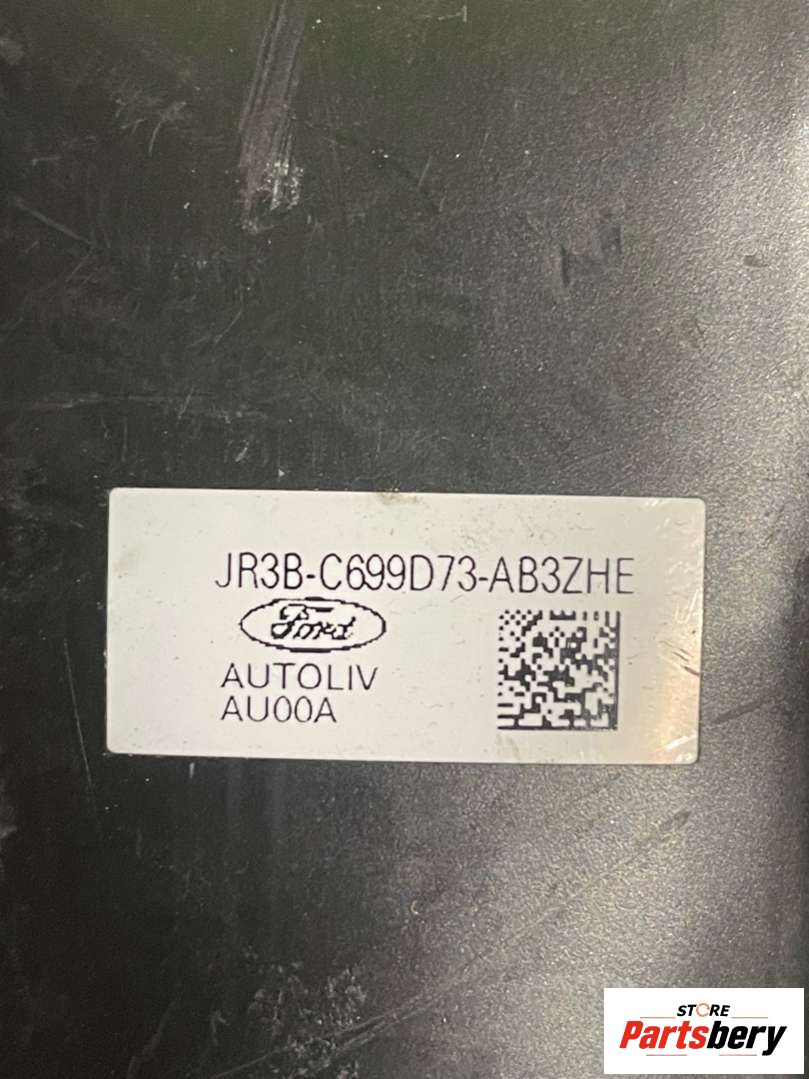 JR3B-C699D73-AB3ZHE
Ford
AUTOLIV
AU00A
STORE
Partsbery